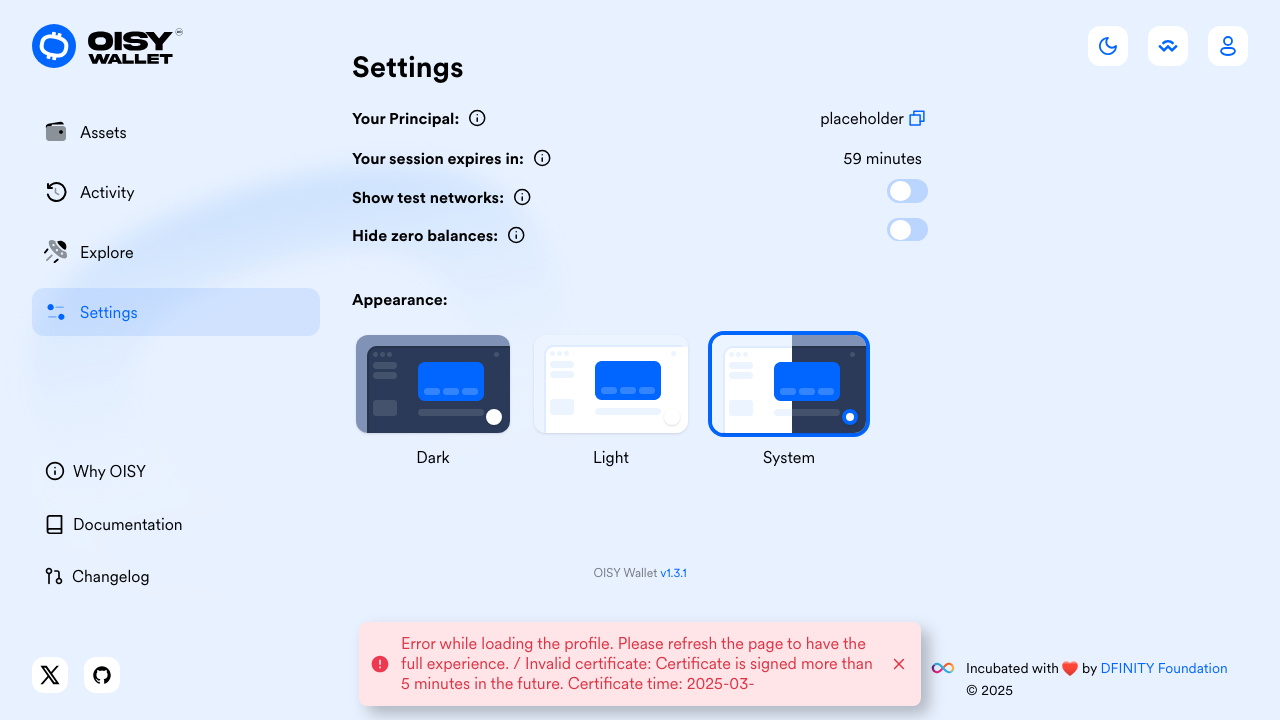 OISY
WALLET
Settings
Assets
Activity
Explore
Settings
Your Principal:
placeholder
Your session expires in:
59 minutes
Show test networks:
Hide zero balances:
Appearance:
Dark
Light
System
Why OISY
Documentation
Changelog
OISY Wallet v1.3.1
Error while loading the profile. Please refresh the page to have the
full experience. / Invalid certificate: Certificate is signed more than
5 minutes in the future. Certificate time: 2025-03-
Incubated with ❤️ by DFINITY Foundation
© 2025